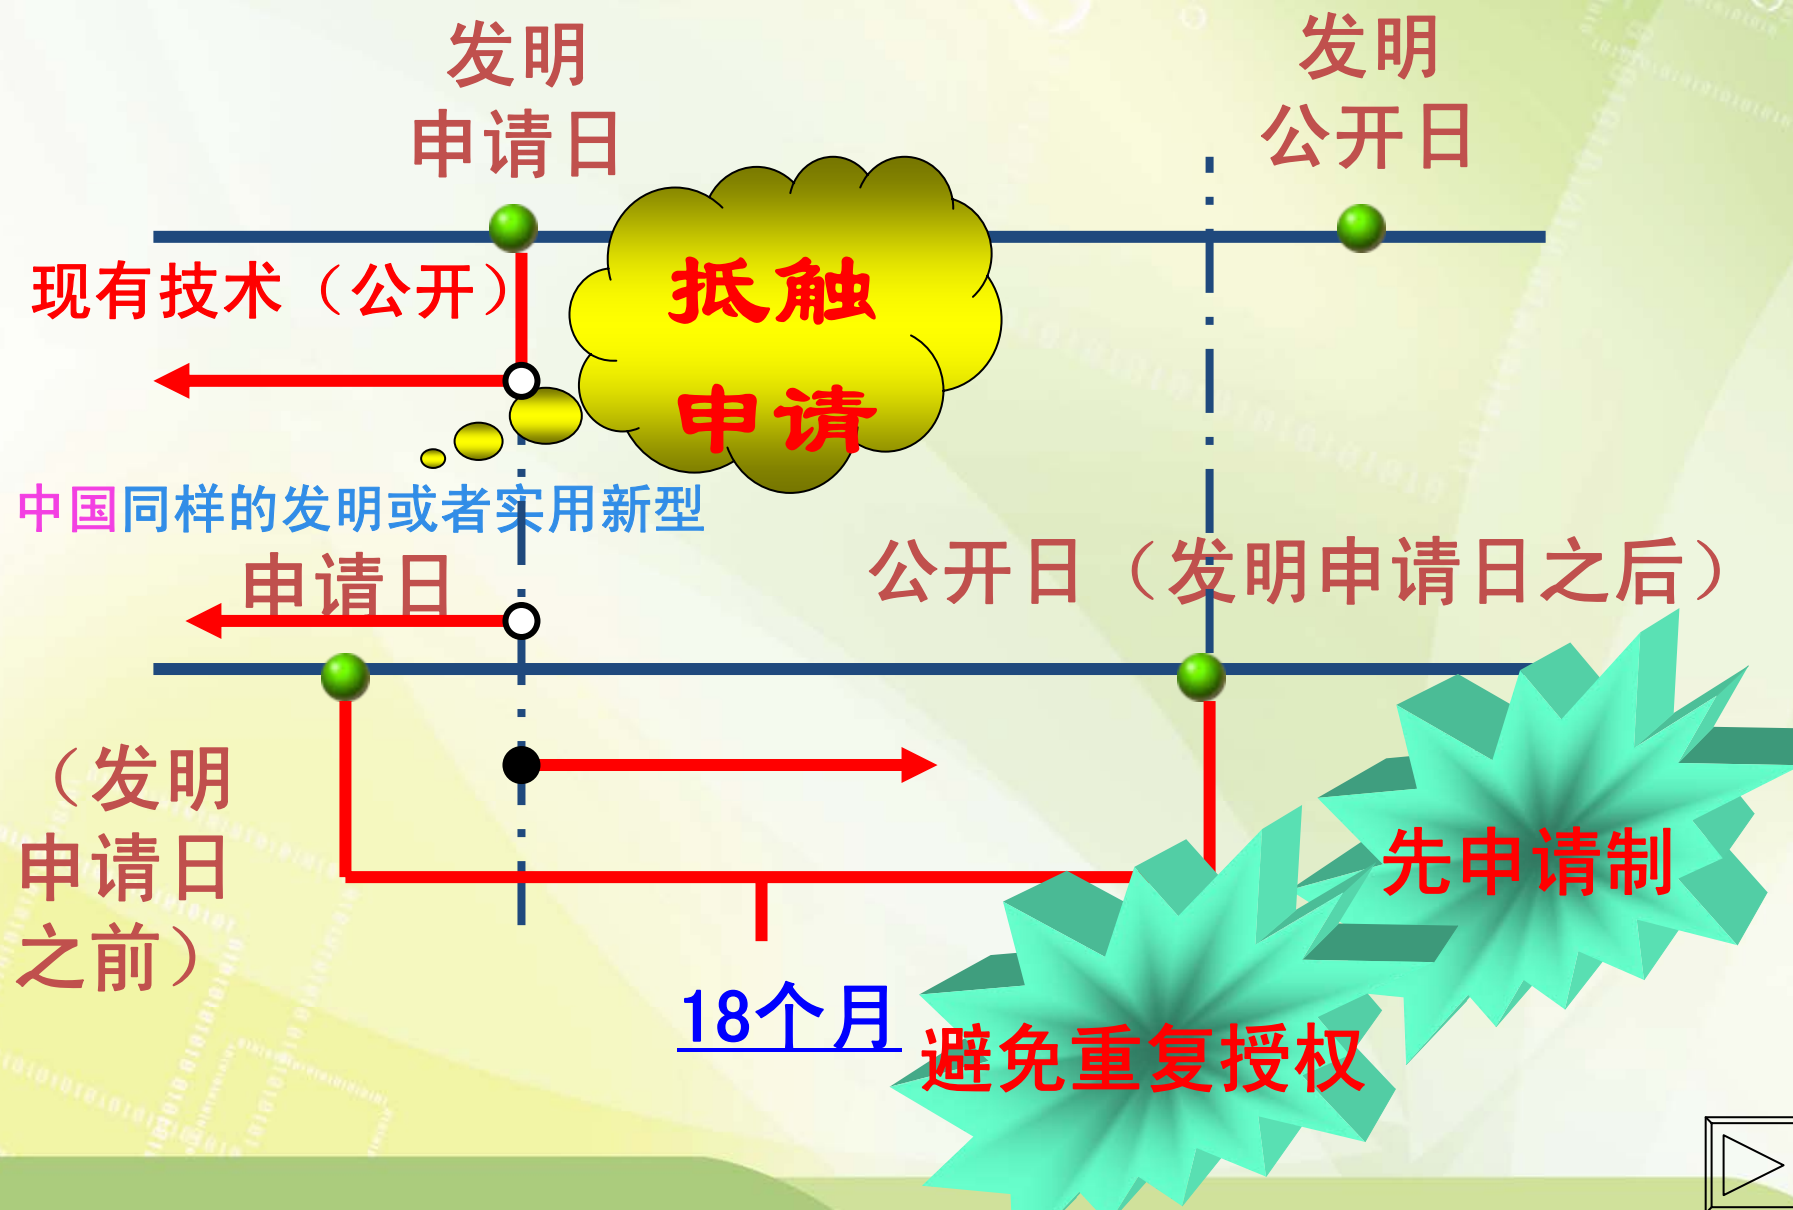 发明
申请日
发明
公开日
现有技术（公开）
抵触
申请
中国同样的发明或者实用新型
申请日
公开日（发明申请日之后）
（发明
申请日
之前）
先申请制
18个月
避免重复授权